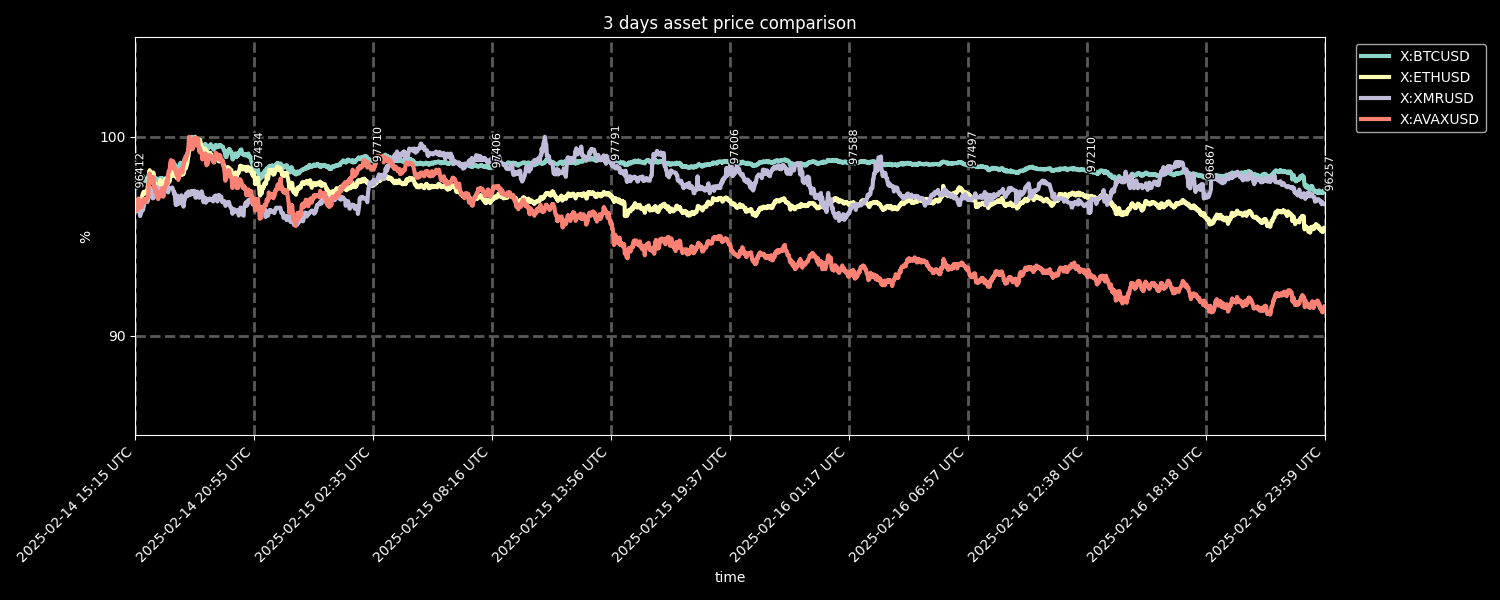 3 days asset price comparison
X:BTCUSD
X:ETHUSD
X:XMRUSD
X:AVAXUSD
%
100
90
96412
97434
97710
97406
97791
97606
97588
97497
97210
96867
96257
2025-02-14 15:15 UTC
2025-02-14 20:55 UTC
2025-02-15 02:35 UTC
2025-02-15 08:16 UTC
2025-02-15 13:56 UTC
2025-02-15 19:37 UTC
2025-02-16 01:17 UTC
2025-02-16 06:57 UTC
2025-02-16 12:38 UTC
2025-02-16 18:18 UTC
2025-02-16 23:59 UTC
time